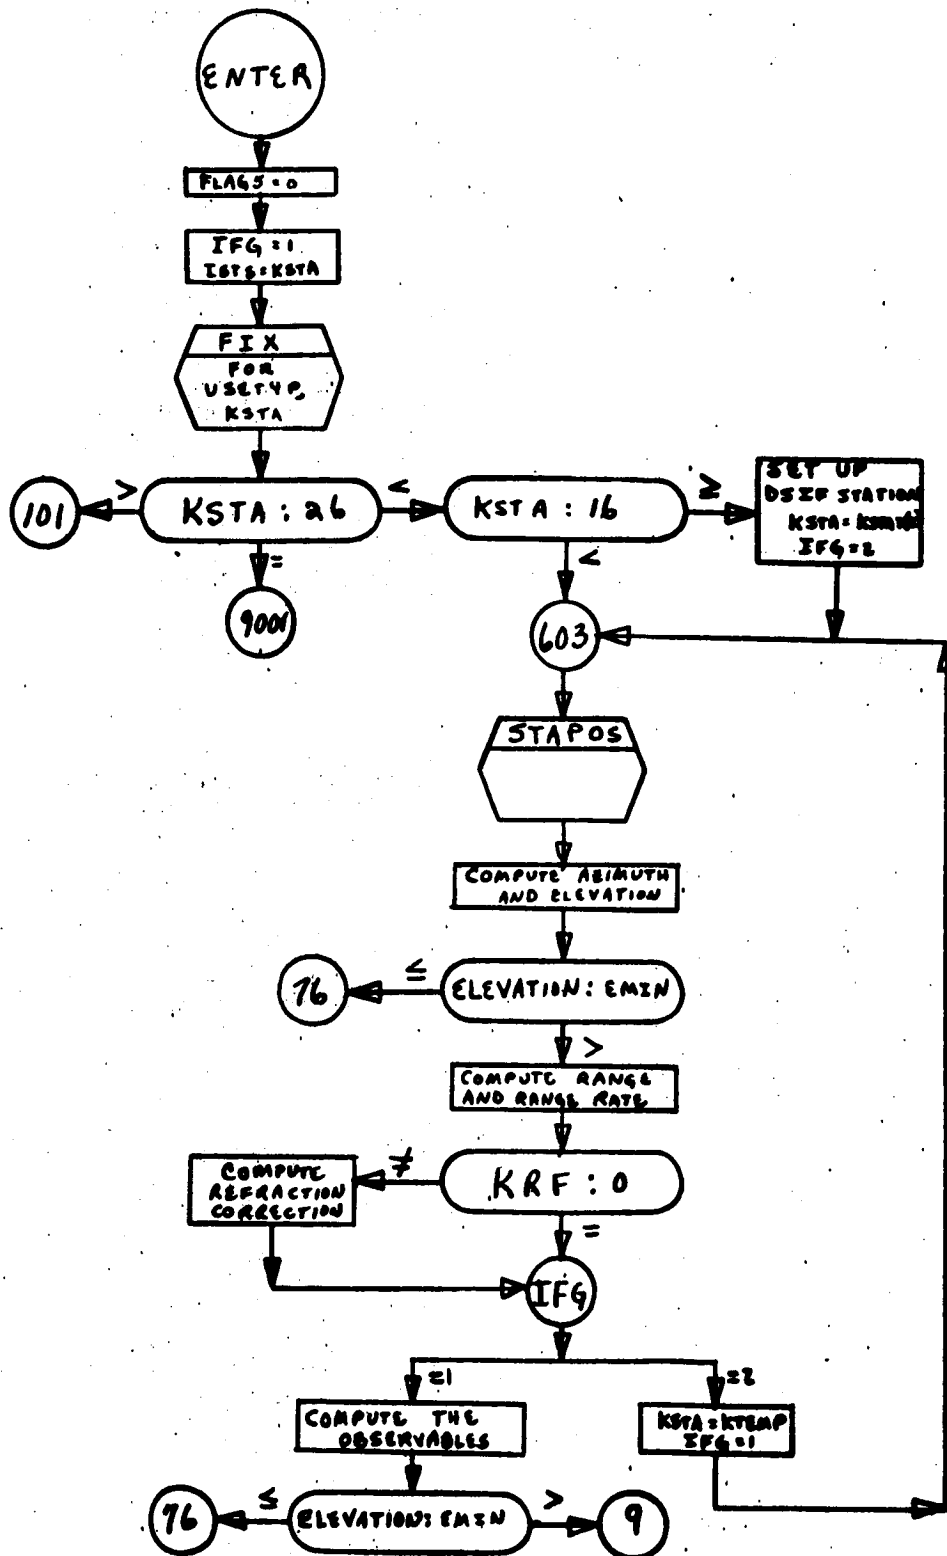 ENTER
FLAGS=0
IFG=1
ISTS=KSTA
FIX
FOR
USETYP,
KSTA
101
>
KSTA : 26
<
KSTA : 16
≥
SET UP
DSIF STATION
KSTA=
IFG=2
=
<
603
STAPOS
COMPUTE AZIMUTH
AND ELEVATION
76
≤
ELEVATION: EMIN
>
COMPUTE RANGE
AND RANGE RATE
COMPUTE
REFRACTION
CORRECTION
≠
KRF : 0
=
IFG
=1
=2
COMPUTE THE
OBSERVABLES
KSTA=KTEMP
IFG=1
76
≤
ELEVATION: EMIN
>
9